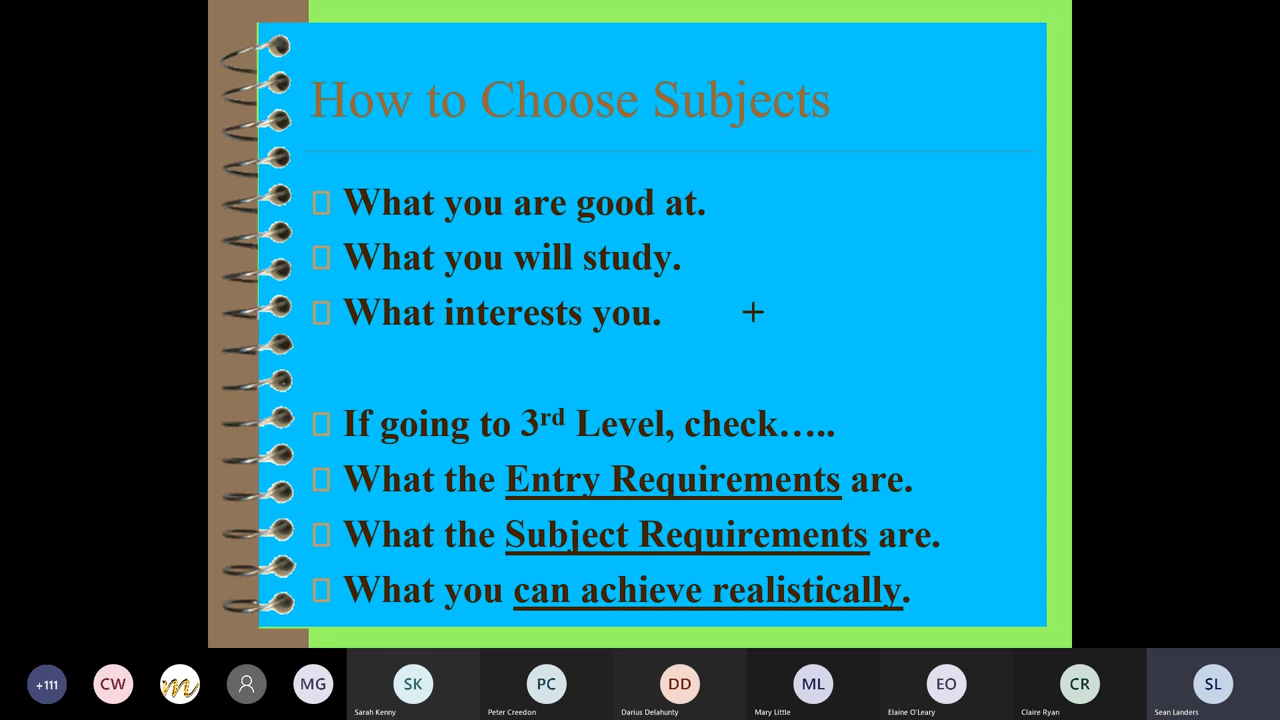 How to Choose Subjects
What you are good at.
What you will study.
What interests you. +
If going to 3rd Level, check…..
What the Entry Requirements are.
What the Subject Requirements are.
What you can achieve realistically.
+111
CW
m
MG
SK
PC
DD
ML
EO
CR
SL
Sarah Kenny
Peter Creedon
Darius Delahunty
Mary Little
Elaine O'Leary
Claire Ryan
Sean Landers